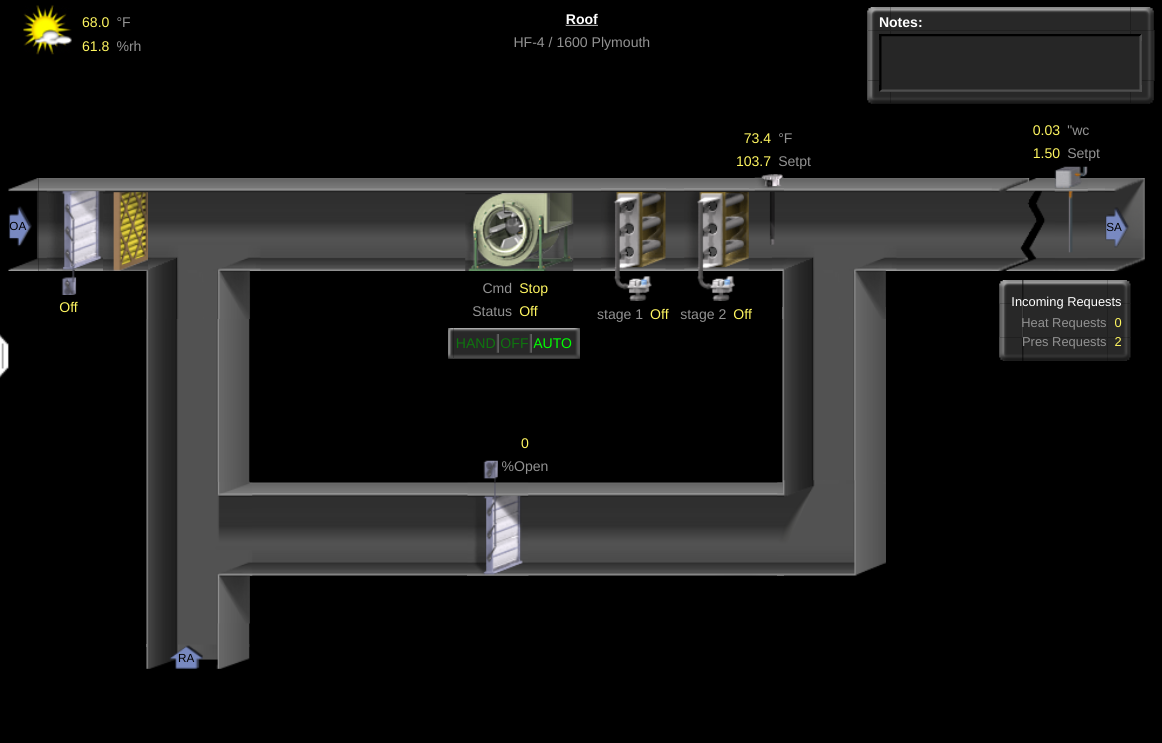 68.0 °F
61.8 %rh
Roof
HF-4 / 1600 Plymouth
Notes:
73.4 °F
103.7 Setpt
0.03 "wc
1.50 Setpt
OA
SA
Off
Cmd Stop
Status Off
HAND|OFF|AUTO
stage 1 Off
stage 2 Off
Incoming Requests
Heat Requests 0
Pres Requests 2
0
%Open
RA